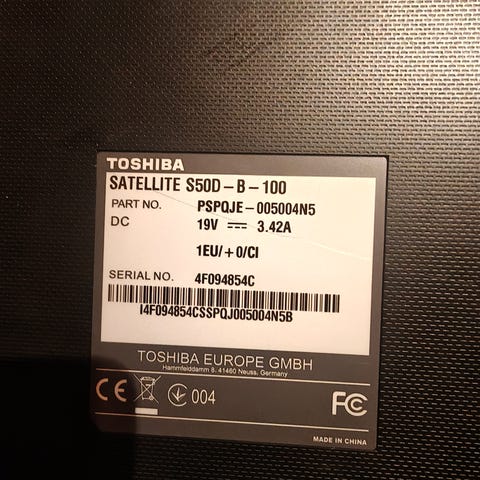 TOSHIBA
SATELLITE S50D-B-100
PART NO. PSPQJE-005004N5
DC 19V 3.42A
1EU/+0/CI
SERIAL NO. 4F094854C
I4F094854CSSPQJ005004N5B
TOSHIBA EUROPE GMBH
Hammfelddamm 8, 41460 Neuss, Germany
CE 004 FC
MADE IN CHINA